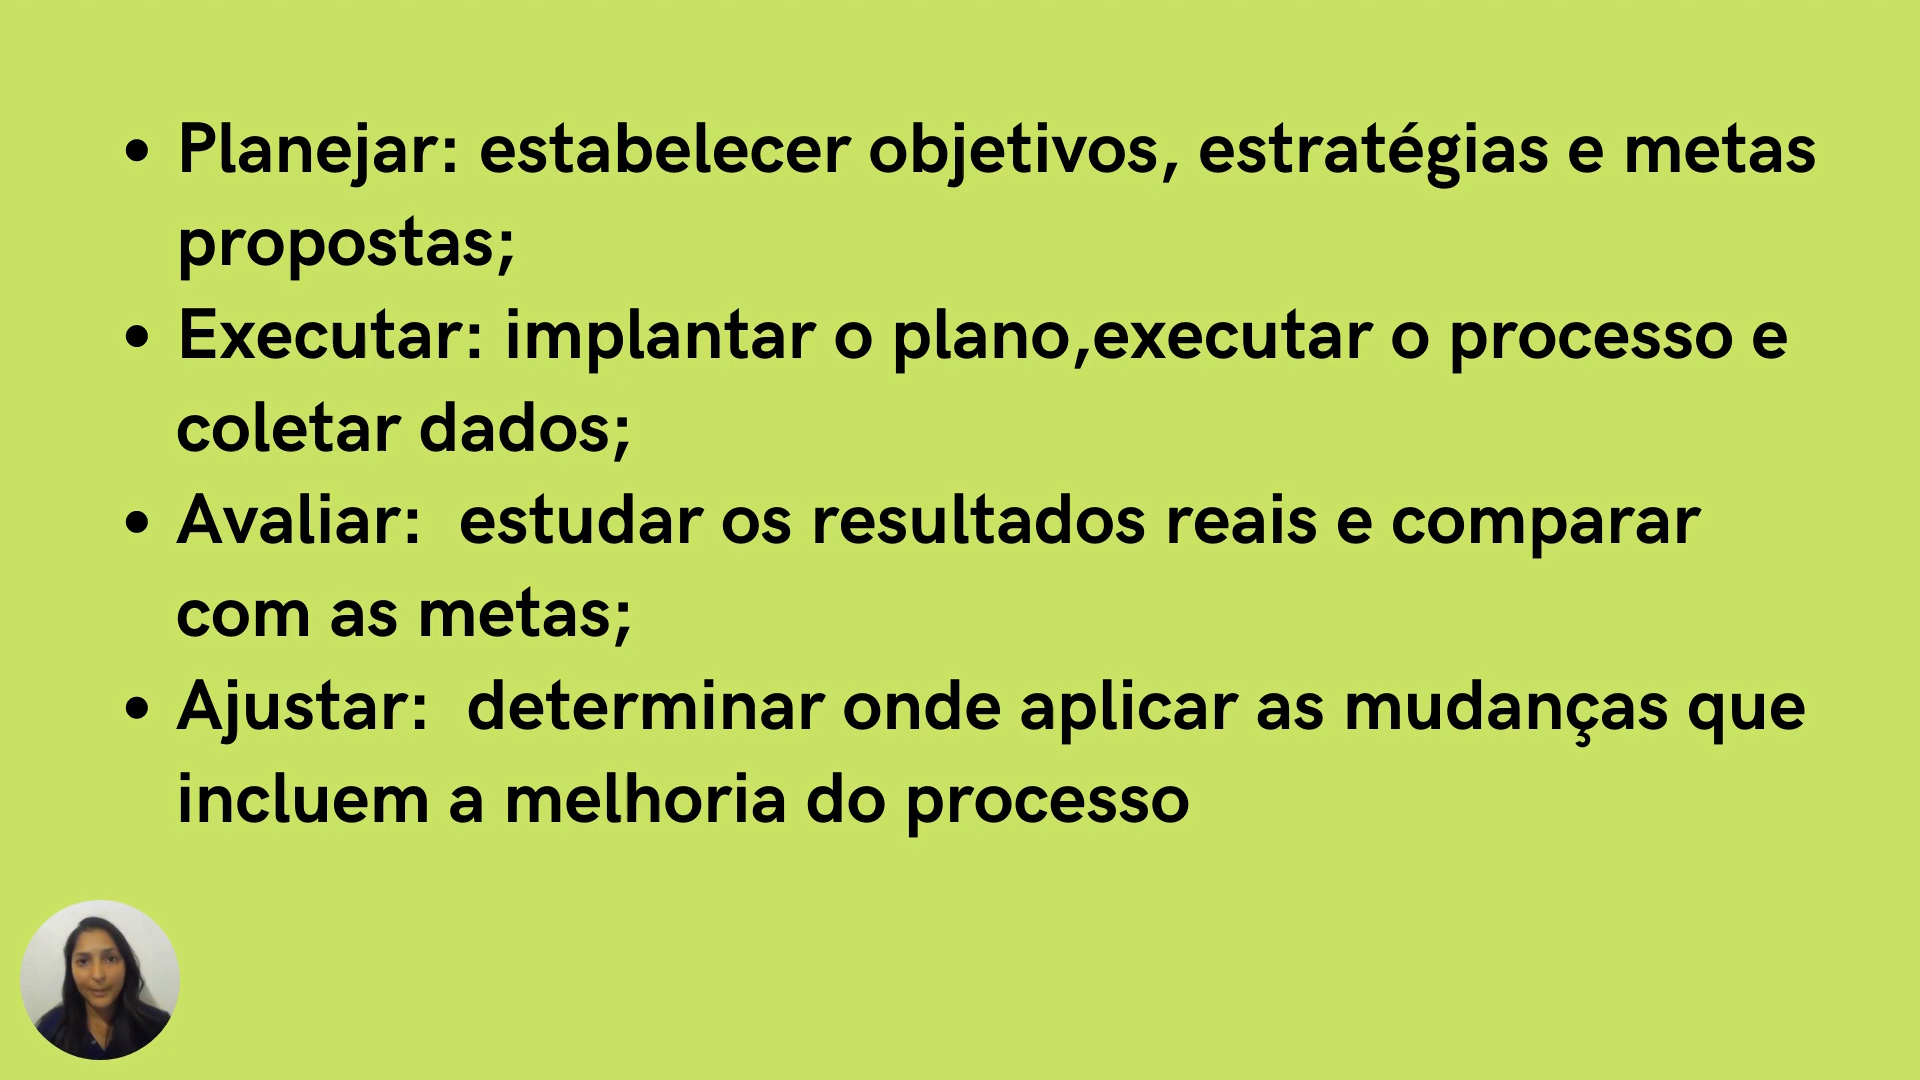 • Planejar: estabelecer objetivos, estratégias e metas
propostas;
• Executar: implantar o plano,executar o processo e
coletar dados;
• Avaliar:  estudar os resultados reais e comparar
com as metas;
• Ajustar:  determinar onde aplicar as mudanças que
incluem a melhoria do processo